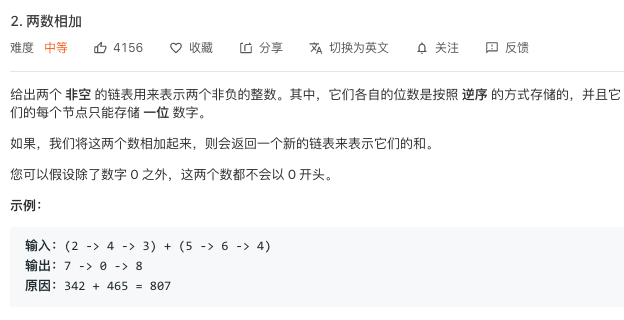 2. 两数相加
难度 中等 4156 收藏 分享 切换为英文 关注 反馈
给出两个 非空 的链表用来表示两个非负的整数。其中，它们各自的位数是按照 逆序 的方式存储的，并且它
们的每个节点只能存储 一位 数字。
如果，我们将这两个数相加起来，则会返回一个新的链表来表示它们的和。
您可以假设除了数字 0 之外，这两个数都不会以 0 开头。
示例：
输入：(2 -> 4 -> 3) + (5 -> 6 -> 4)
输出：7 -> 0 -> 8
原因：342 + 465 = 807